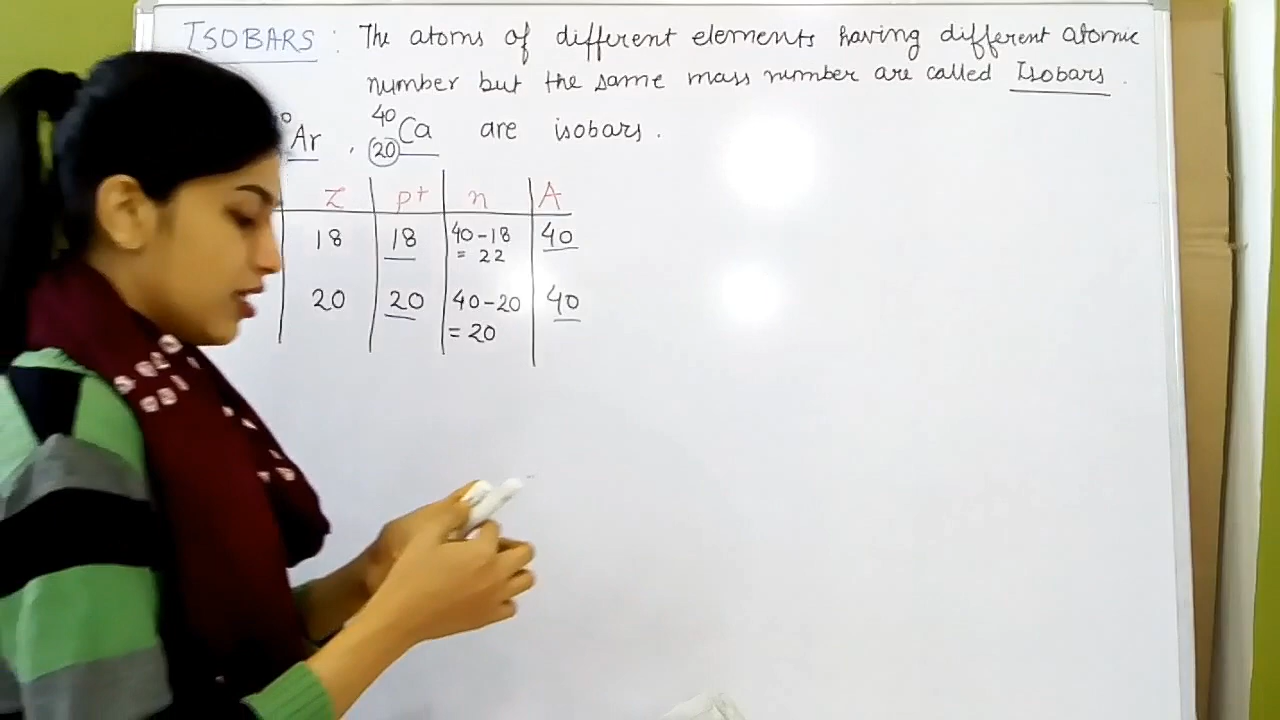 ISOBARS : The atoms of different elements having different atomic
number but the same mass number are called Isobars.
Ar, 40 20 Ca are isobars.
Z p+ n A
18 18 40-18 = 22 40
20 20 40-20 = 20 40